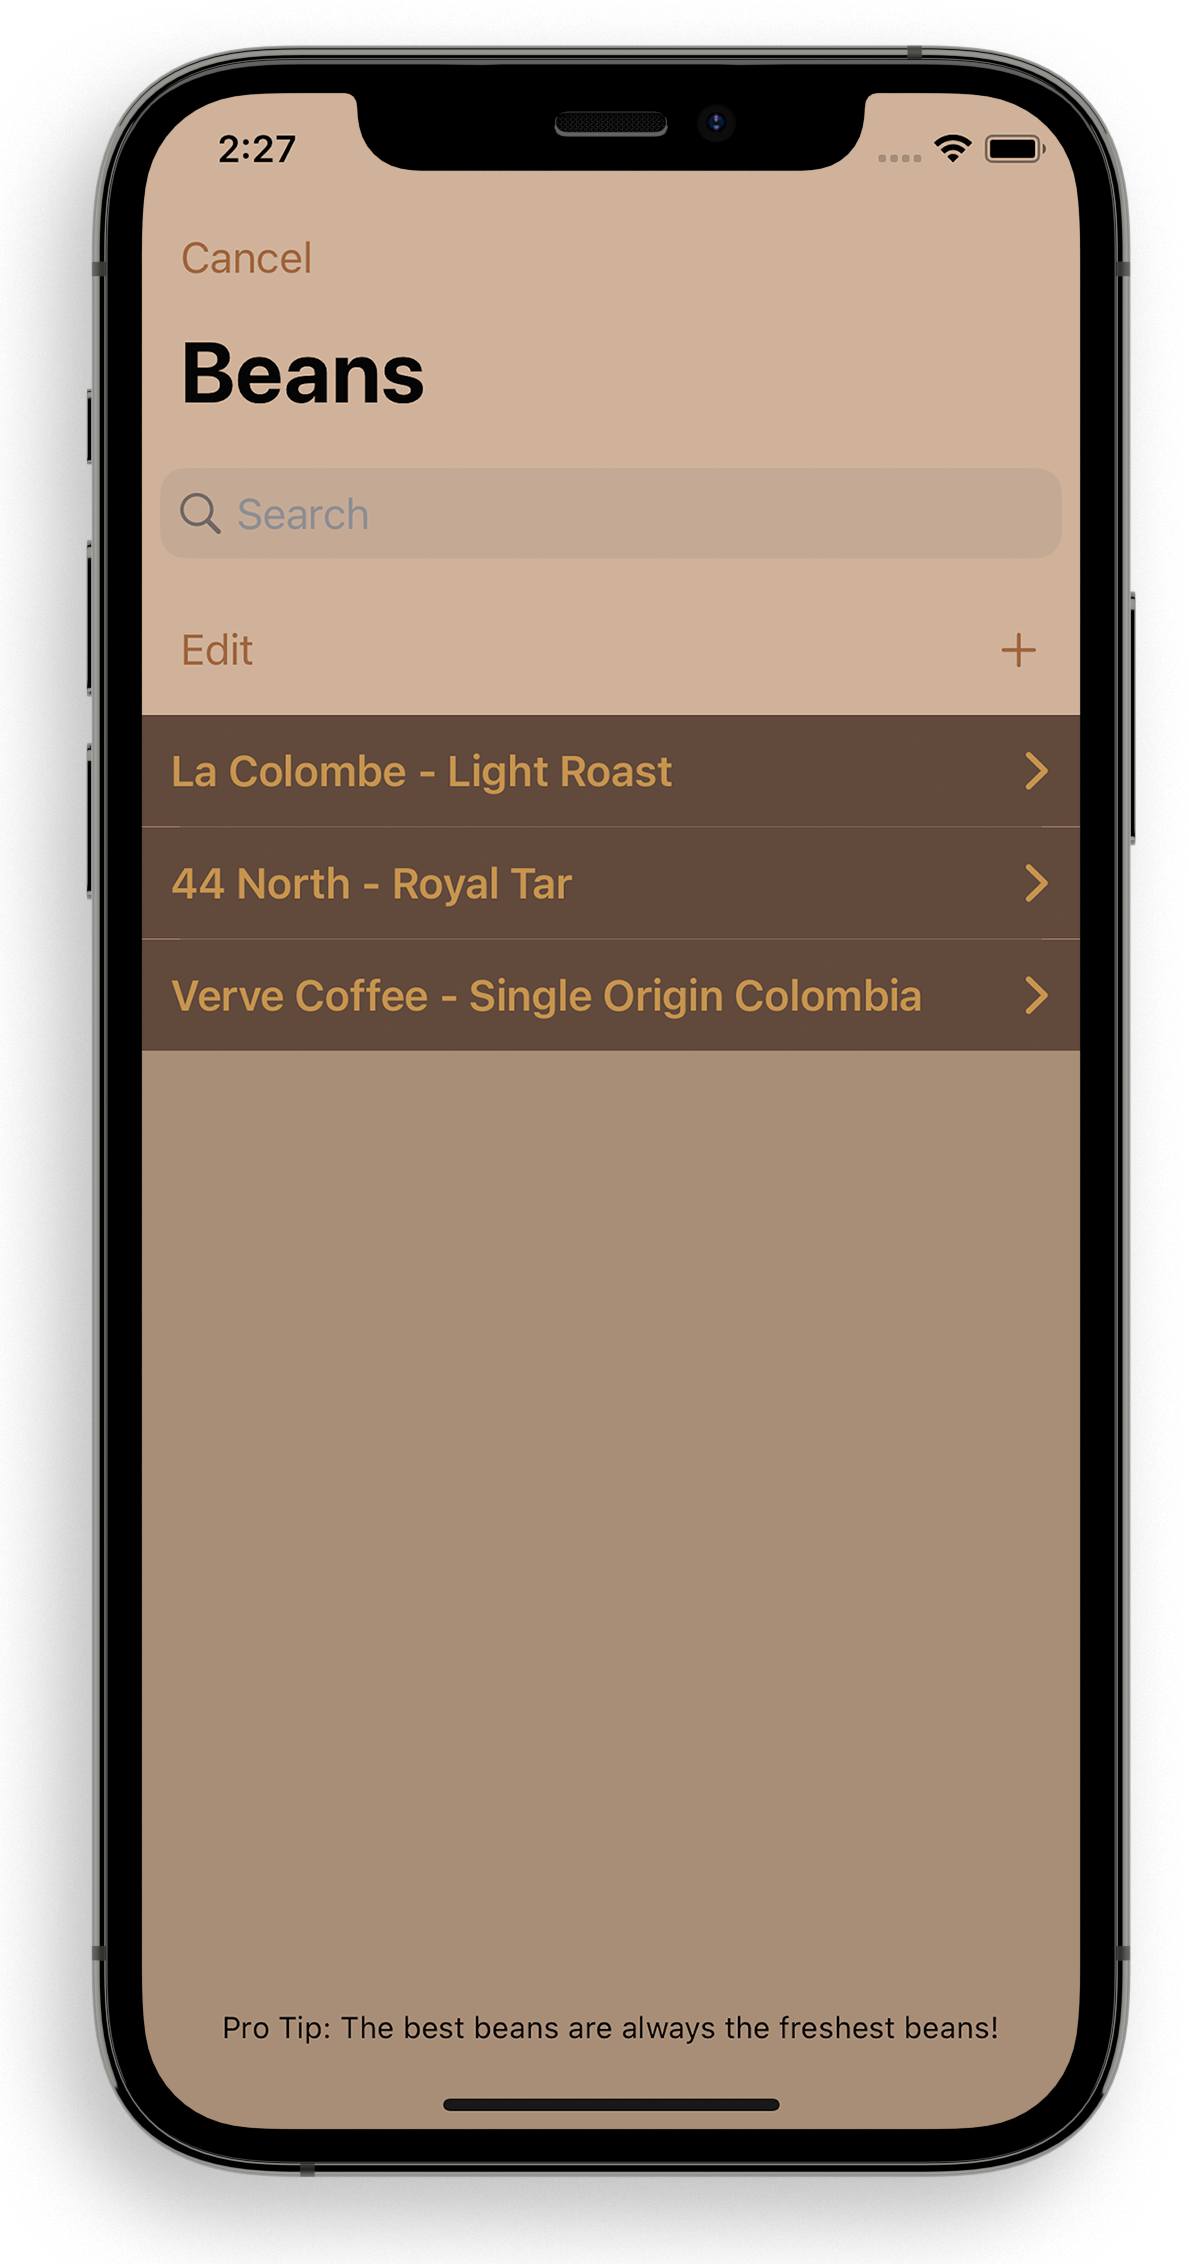 2:27
Cancel
Beans
Search
Edit
La Colombe - Light Roast
44 North - Royal Tar
Verve Coffee - Single Origin Colombia
Pro Tip: The best beans are always the freshest beans!